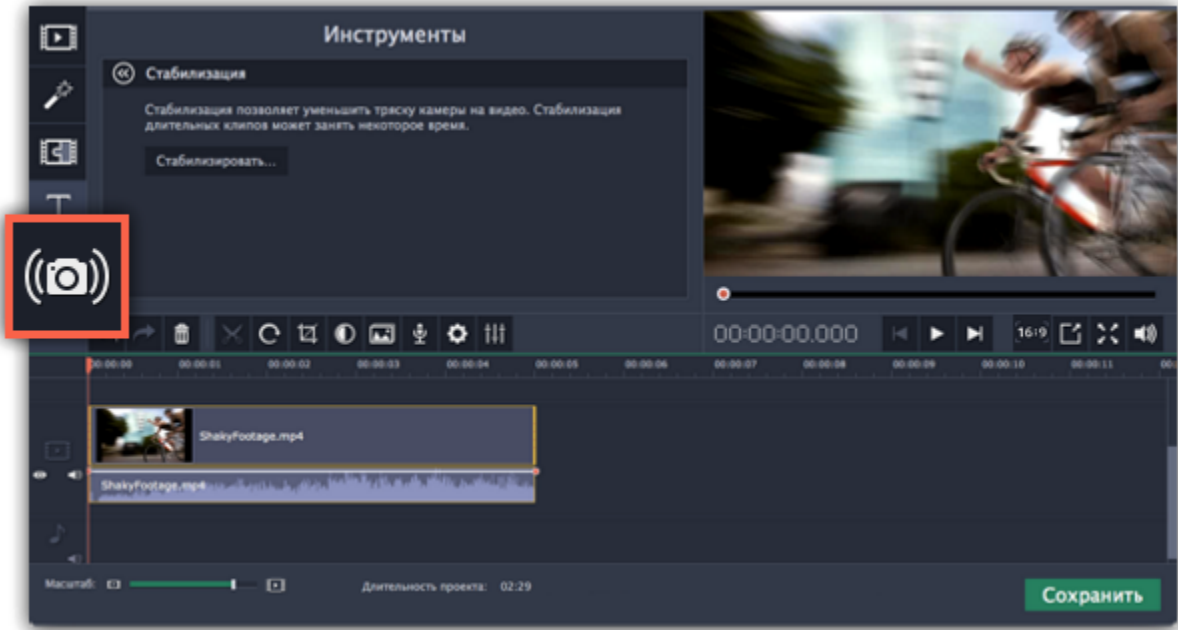 Инструменты
Стабилизация
Стабилизация позволяет уменьшить тряску камеры на видео. Стабилизация
длительных клипов может занять некоторое время.
Стабилизировать...
T
00:00:00.000
16:9
00:00:00 00:00:01 00:00:02 00:00:03 00:00:04 00:00:05 00:00:06 00:00:07 00:00:08 00:00:09 00:00:10 00:00:11
ShakyFootage.mp4
ShakyFootage.mp4
Масштаб:
Длительность проекта: 02:29
Сохранить